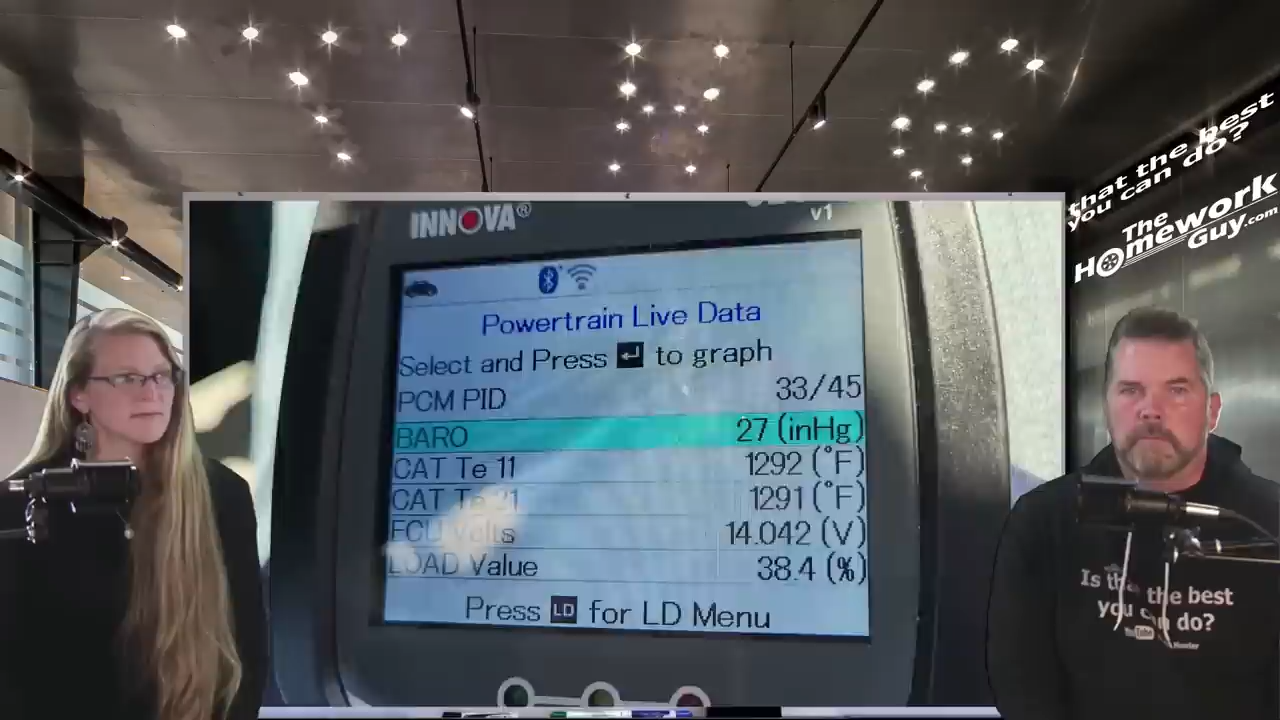 that the best
you can do?
The
Homework
Guy.com
INNOVA®
v1
Powertrain Live Data
Select and Press to graph
PCM PID 33/45
BARO 27 (inHg)
CAT Te 11 1292 (°F)
CAT Te 21 1291 (°F)
ECU Volts 14.042 (V)
LOAD Value 38.4 (%)
Press LD for LD Menu
Is the best
you can do?
YouTube